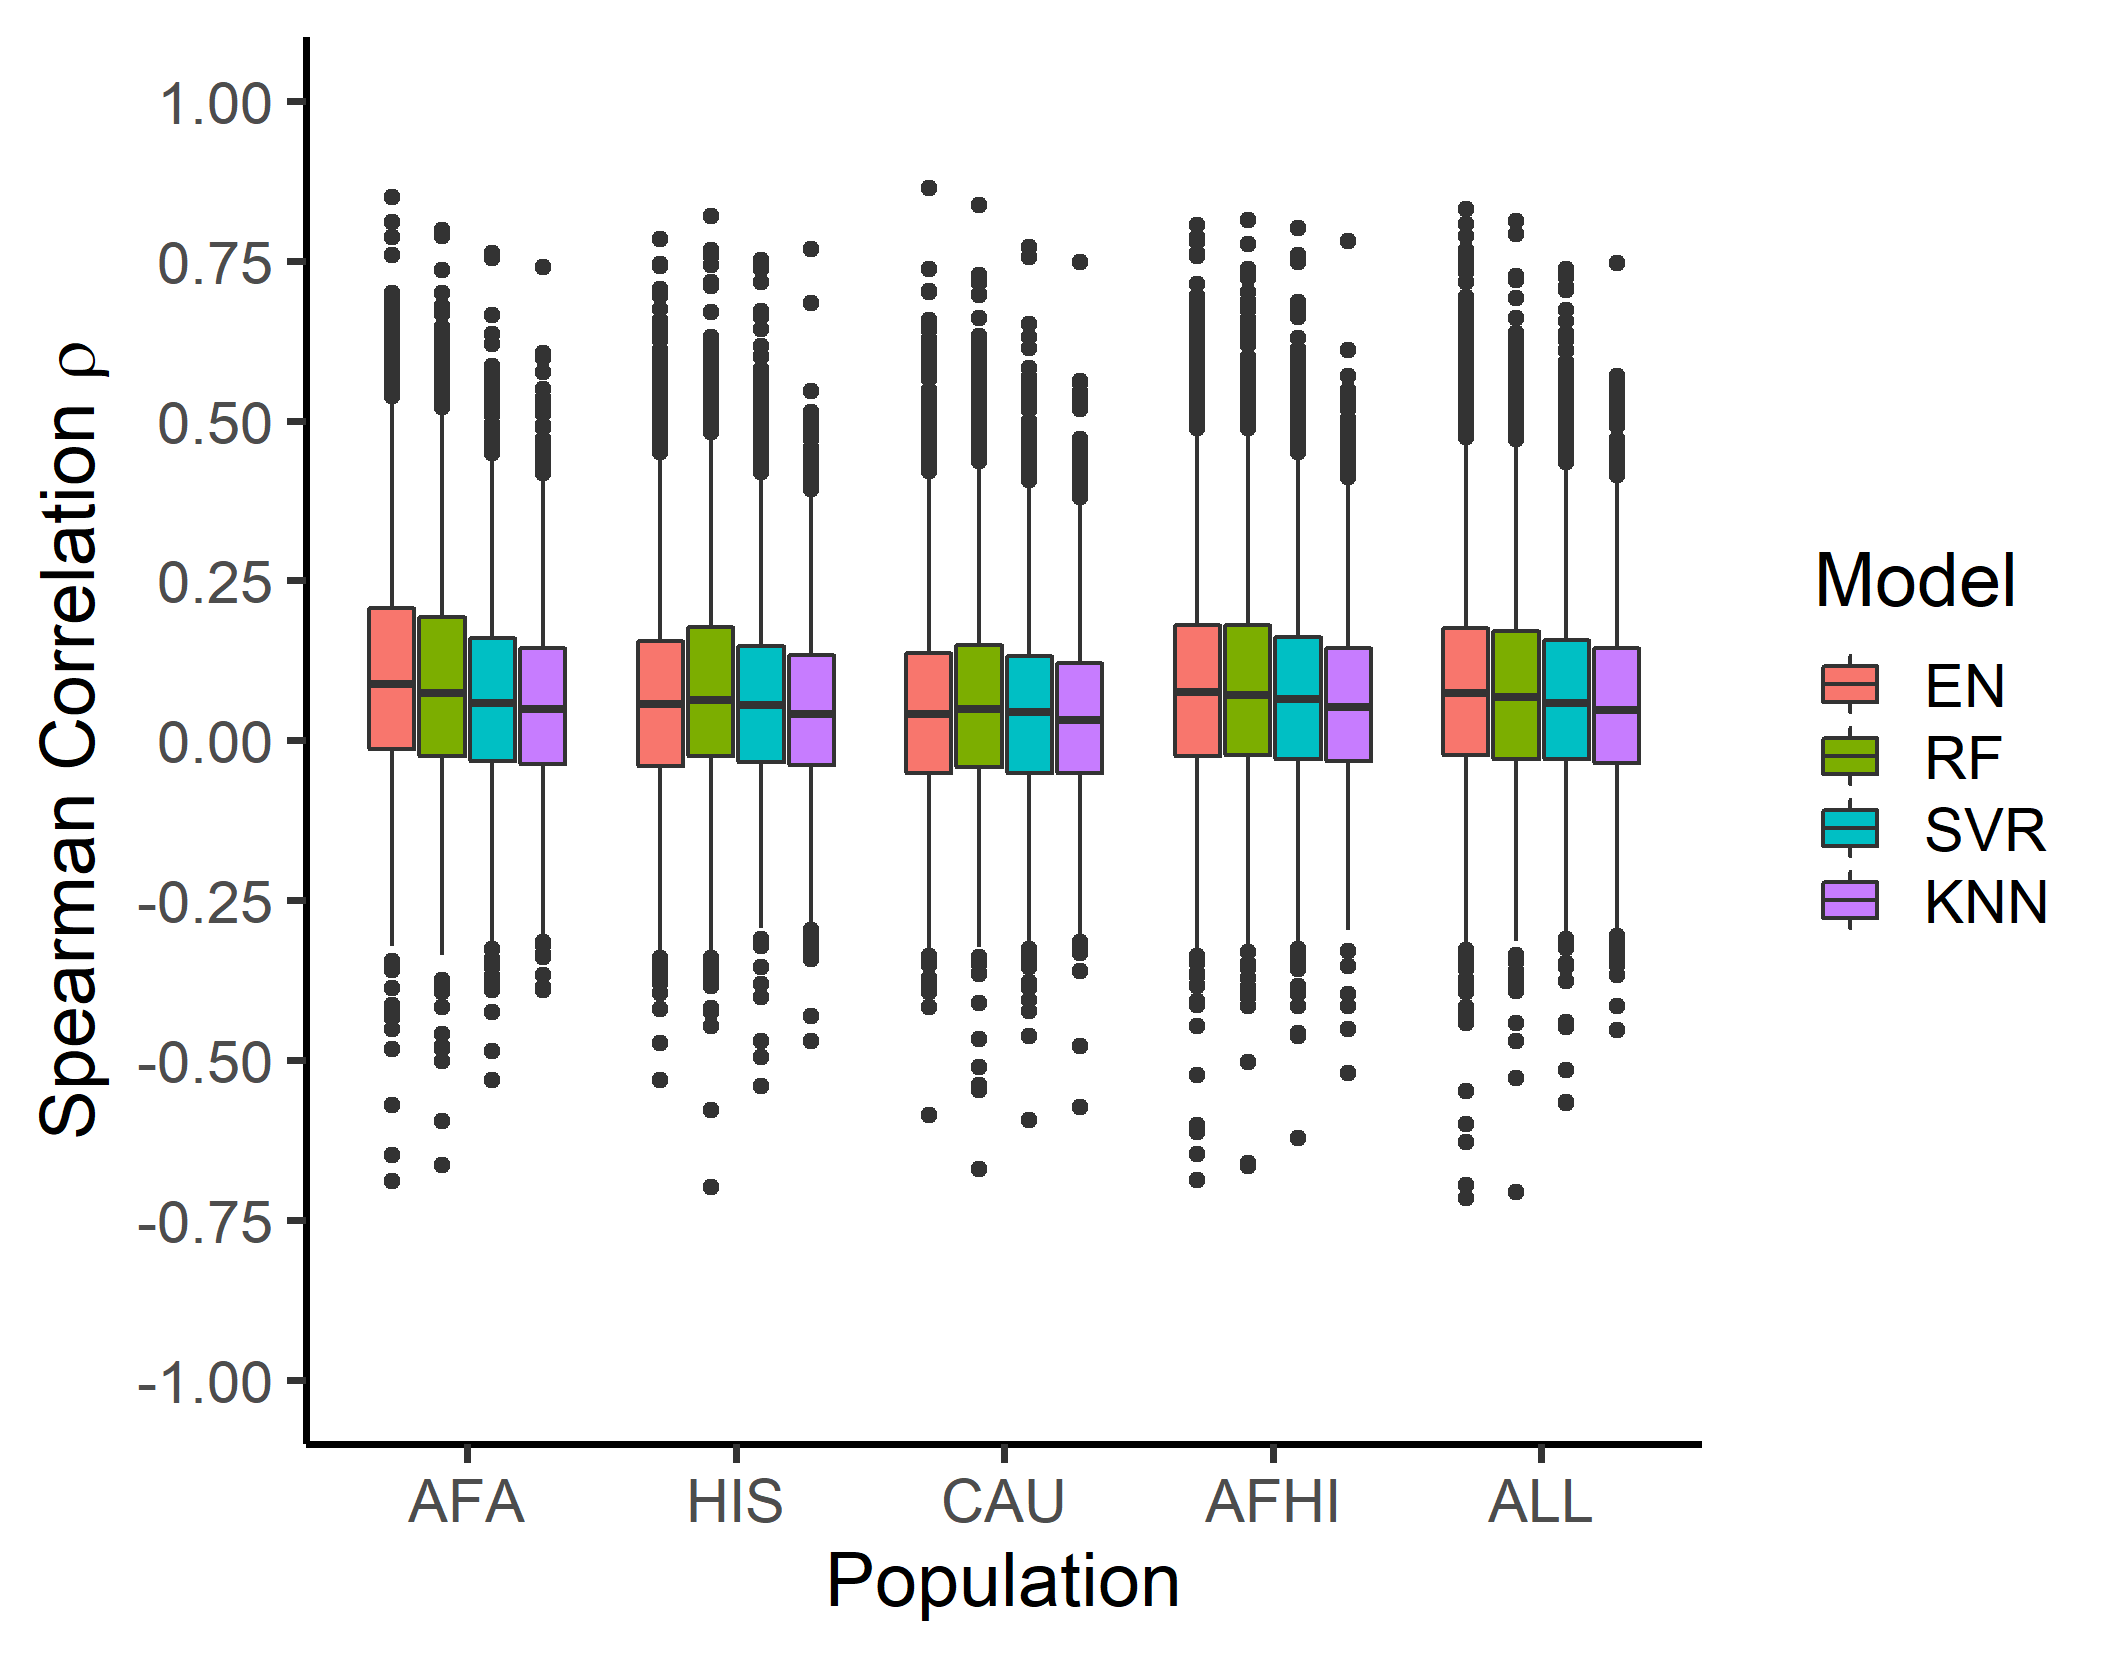 Spearman Correlation ρ
1.00
0.75
0.50
0.25
0.00
-0.25
-0.50
-0.75
-1.00
AFA HIS CAU AFHI ALL
Population
Model
EN
RF
SVR
KNN